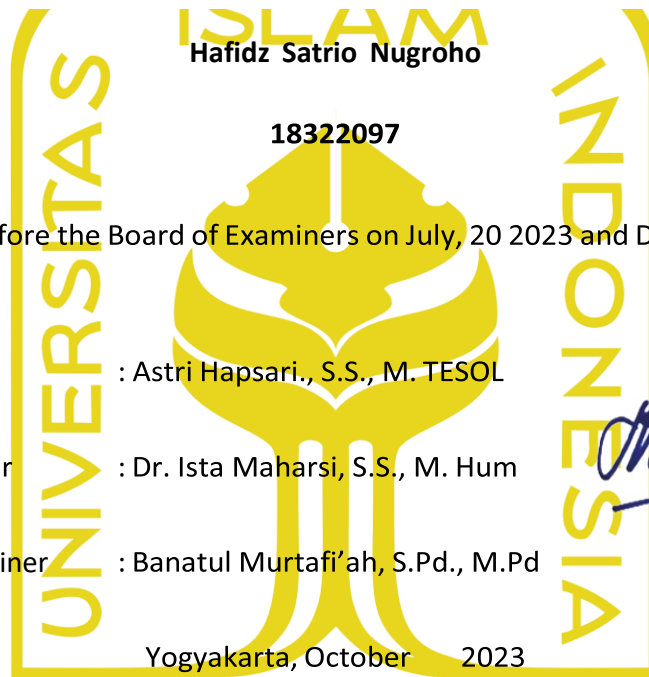 ISLAM
UNIVERSITAS
INDONESIA
Hafidz Satrio Nugroho
18322097
fore the Board of Examiners on July, 20 2023 and D
: Astri Hapsari., S.S., M. TESOL
r : Dr. Ista Maharsi, S.S., M. Hum
iner : Banatul Murtafi’ah, S.Pd., M.Pd
Yogyakarta, October 2023